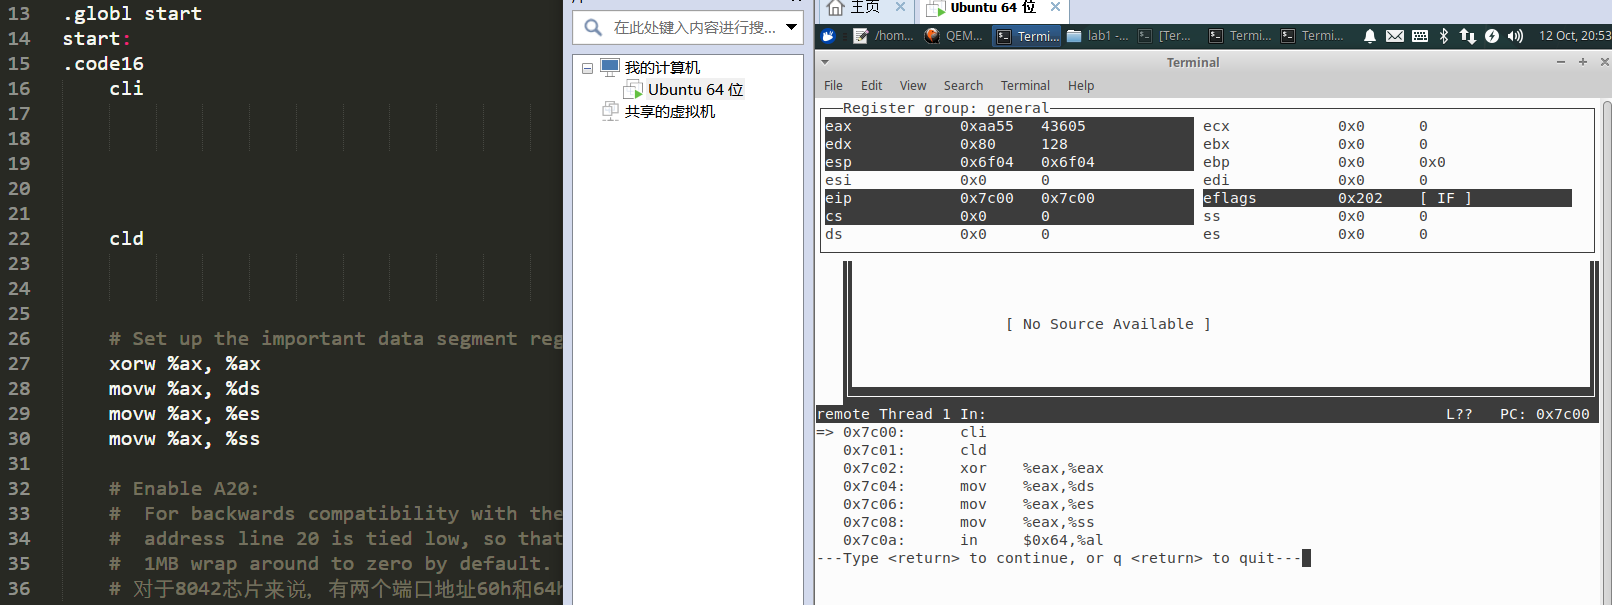 13 .globl start
14 start:
15 .code16
16 cli
17
18
19
20
21
22 cld
23
24
25
26 # Set up the important data segment reg
27 xorw %ax, %ax
28 movw %ax, %ds
29 movw %ax, %es
30 movw %ax, %ss
31
32 # Enable A20:
33 #  For backwards compatibility with the
34 #  address line 20 is tied low, so that
35 #  1MB wrap around to zero by default.
36 # 对于8042芯片来说，有两个端口地址60h和64h
在此处键入内容进行搜...
我的计算机
Ubuntu 64 位
共享的虚拟机
主页 Ubuntu 64 位
/hom... QEM... Termi... lab1 -... [Ter... Termi... Termi... 12 Oct, 20:53
Terminal
File Edit View Search Terminal Help
Register group: general
eax 0xaa55 43605 ecx 0x0 0
edx 0x80 128 ebx 0x0 0
esp 0x6f04 0x6f04 ebp 0x0 0x0
esi 0x0 0 edi 0x0 0
eip 0x7c00 0x7c00 eflags 0x202 [ IF ]
cs 0x0 0 ss 0x0 0
ds 0x0 0 es 0x0 0
[ No Source Available ]
remote Thread 1 In: L?? PC: 0x7c00
=> 0x7c00: cli
0x7c01: cld
0x7c02: xor %eax,%eax
0x7c04: mov %eax,%ds
0x7c06: mov %eax,%es
0x7c08: mov %eax,%ss
0x7c0a: in $0x64,%al
---Type <return> to continue, or q <return> to quit---